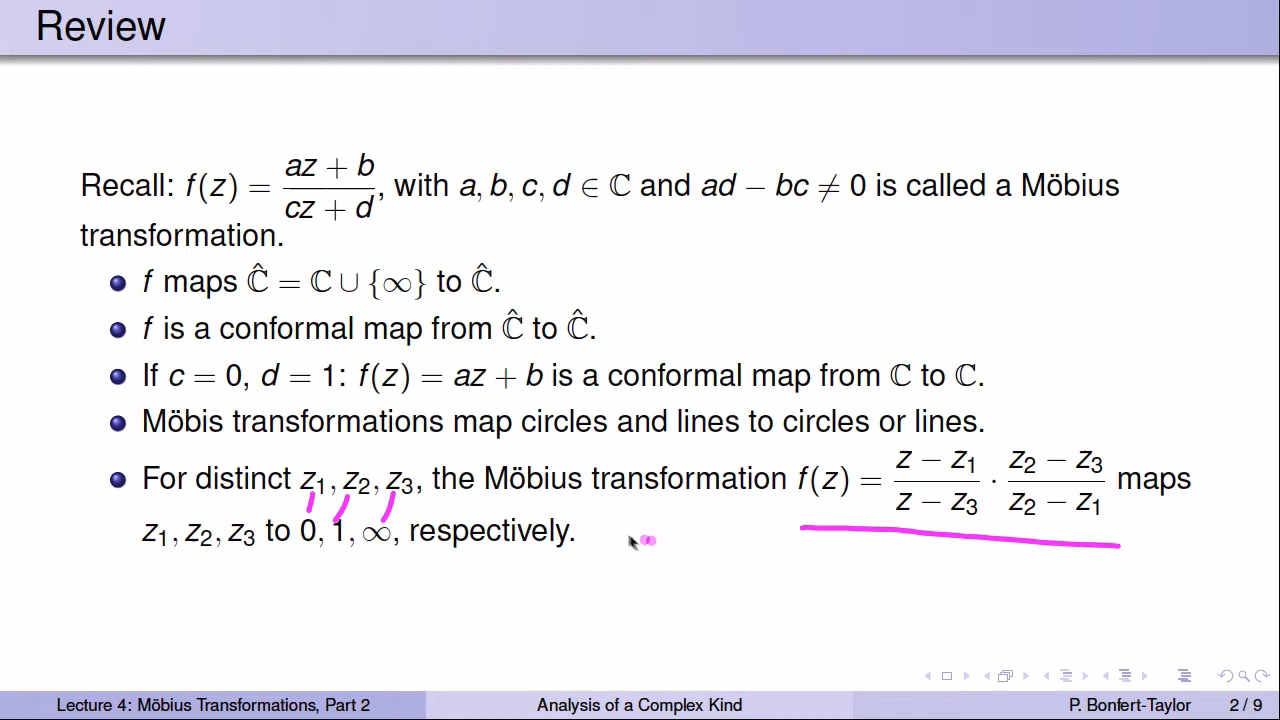 Review
Recall: f(z) = (az + b)/(cz + d), with a, b, c, d ∈ ℂ and ad − bc ≠ 0 is called a Möbius
transformation.
f maps Ĉ = ℂ ∪ {∞} to Ĉ.
f is a conformal map from Ĉ to Ĉ.
If c = 0, d = 1: f(z) = az + b is a conformal map from ℂ to ℂ.
Möbis transformations map circles and lines to circles or lines.
For distinct z₁, z₂, z₃, the Möbius transformation f(z) = (z − z₁)/(z − z₃) · (z₂ − z₃)/(z₂ − z₁) maps
z₁, z₂, z₃ to 0, 1, ∞, respectively.
Lecture 4: Möbius Transformations, Part 2 Analysis of a Complex Kind P. Bonfert-Taylor 2 / 9